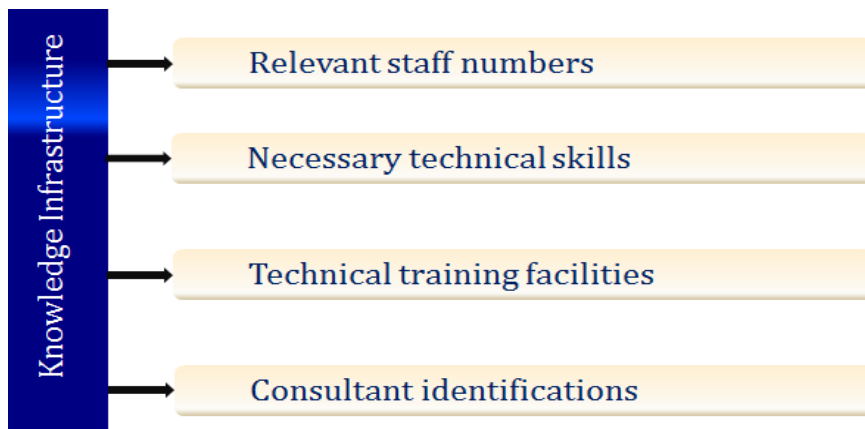 Knowledge Infrastructure
Relevant staff numbers
Necessary technical skills
Technical training facilities
Consultant identifications